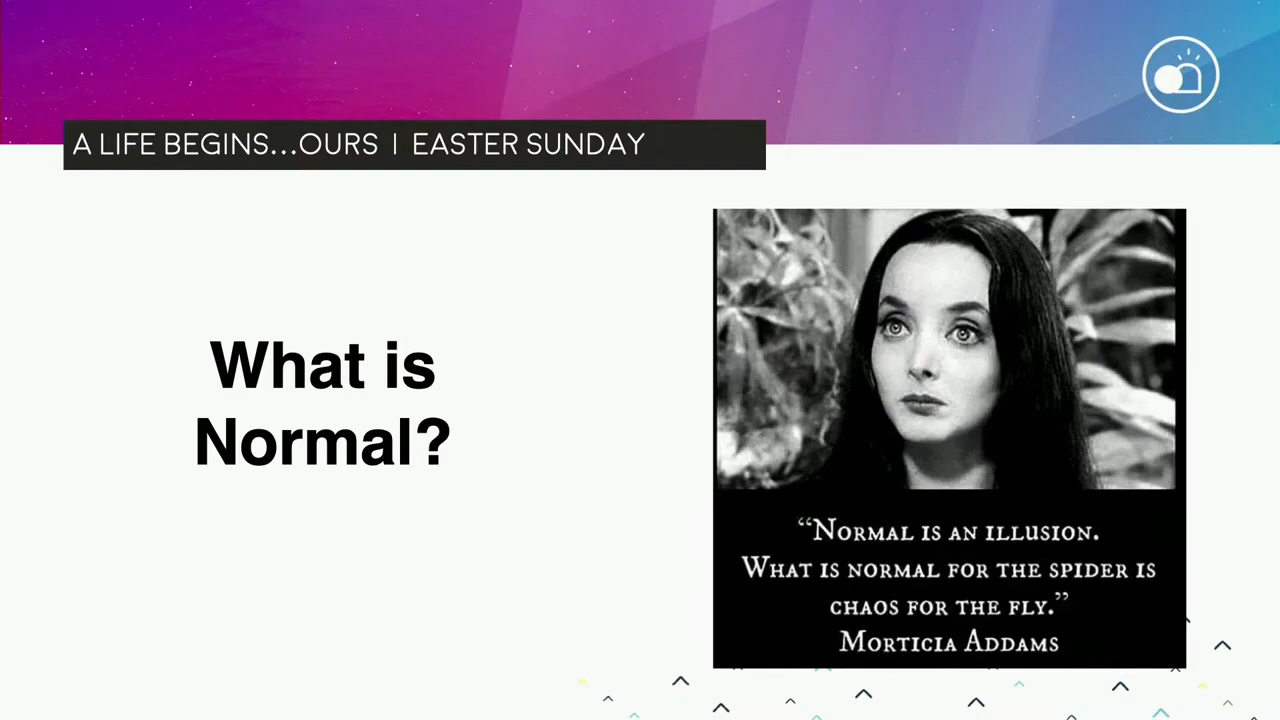 A LIFE BEGINS...OURS | EASTER SUNDAY
What is
Normal?
“Normal is an illusion.
What is normal for the spider is
chaos for the fly.”
Morticia Addams